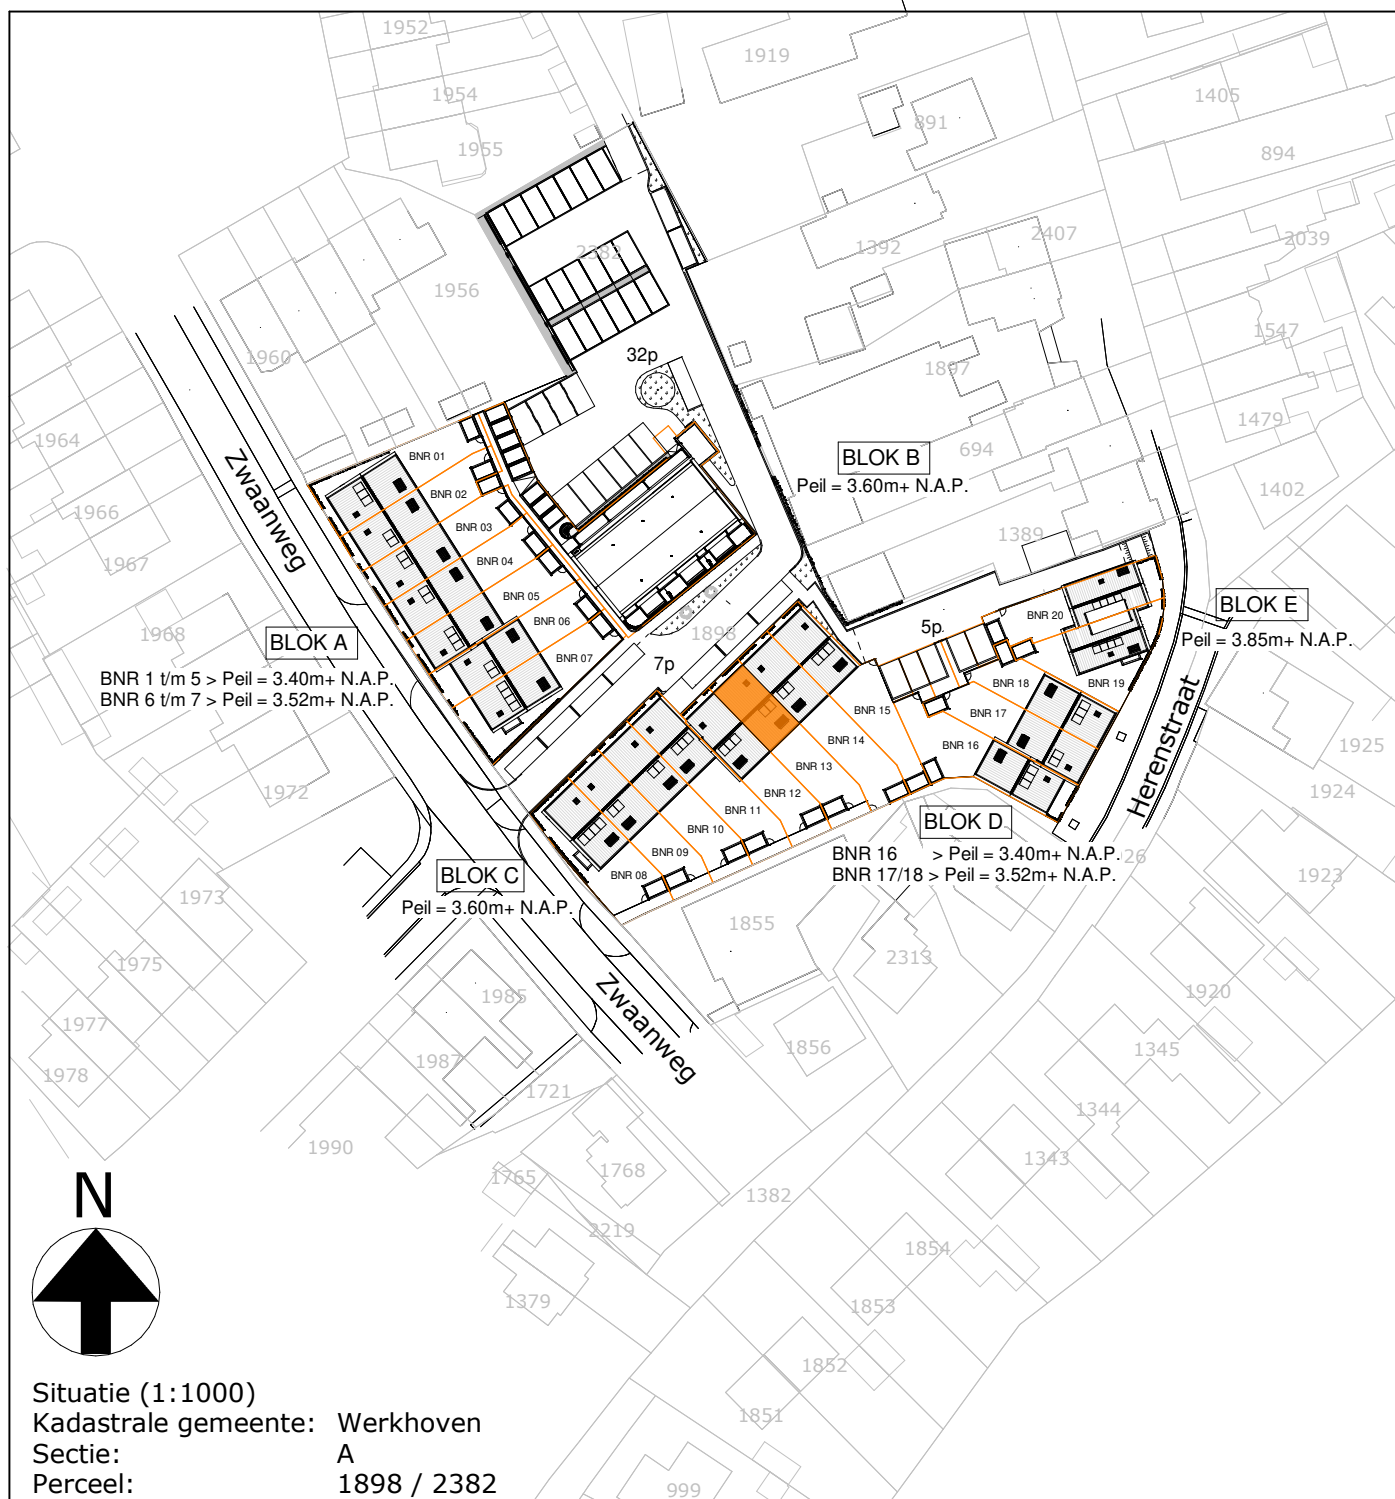 1952
1919
1954
1405
891
1955
894
2407
2039
2382
1392
1956
1547
1960
32p
1897
1479
1964
694
Zwaanweg
BLOK B
Peil = 3.60m+ N.A.P.
BNR 01
BNR 02
BNR 03
BNR 04
BNR 05
BNR 06
BNR 07
1402
1966
1967
1389
1968
BLOK A
BNR 1 t/m 5 > Peil = 3.40m+ N.A.P.
BNR 6 t/m 7 > Peil = 3.52m+ N.A.P.
1898
7p
5p.
BNR 20
BNR 19
BNR 18
BNR 17
BNR 16
BLOK E
Peil = 3.85m+ N.A.P.
Herenstraat
1925
1924
1923
1972
1973
1975
1977
1978
BNR 15
BNR 14
BNR 13
BNR 12
BNR 11
BNR 10
BNR 09
BNR 08
BLOK D
BNR 16 > Peil = 3.40m+ N.A.P.
BNR 17/18 > Peil = 3.52m+ N.A.P.
BLOK C
Peil = 3.60m+ N.A.P.
1855
2313
1920
1985
Zwaanweg
1987
1856
1345
1721
1344
1990
1343
1768
1765
1382
2219
1854
1379
1853
1852
1851
999
N
Situatie (1:1000)
Kadastrale gemeente: Werkhoven
Sectie: A
Perceel: 1898 / 2382